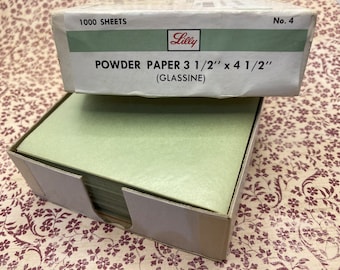 1000 SHEETS No. 4
Lilly
POWDER PAPER 3 1/2" x 4 1/2"
(GLASSINE)